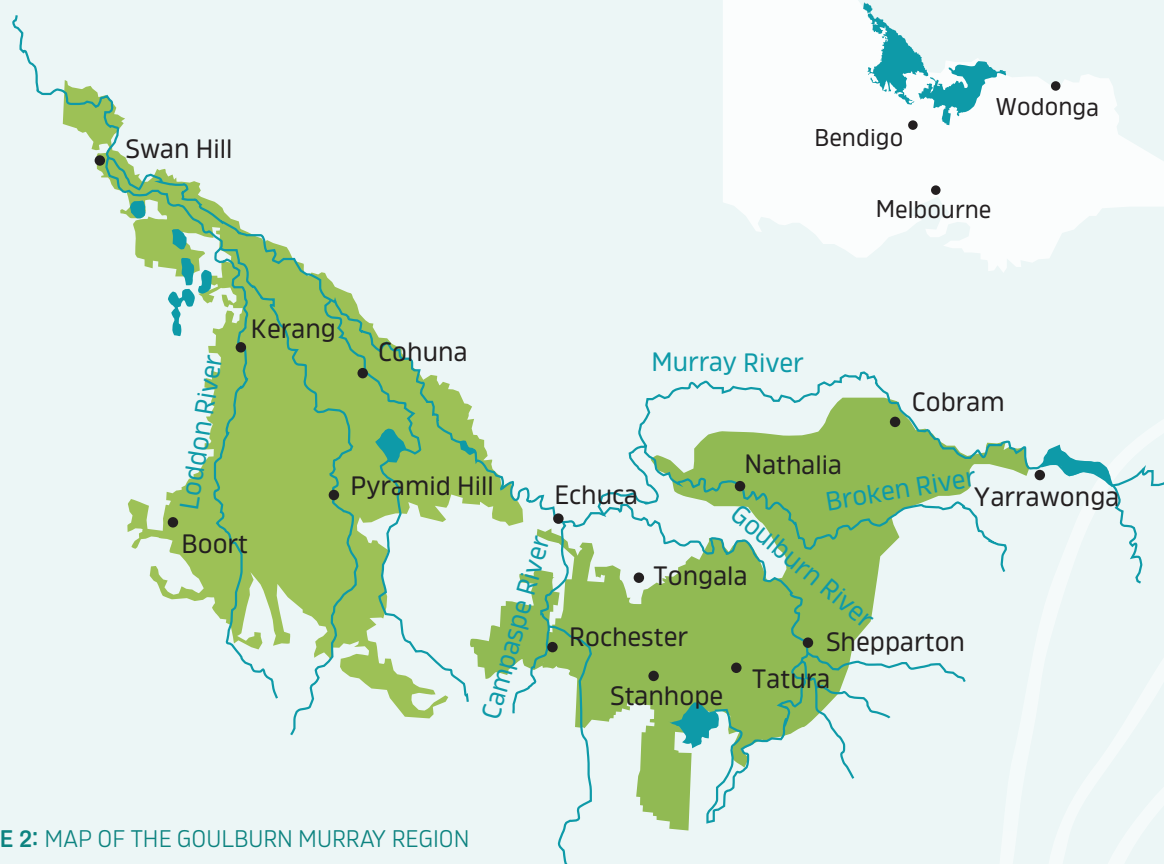 Wodonga
Bendigo
Melbourne
Swan Hill
Kerang
Cohuna
Loddon River
Murray River
Cobram
Nathalia
Pyramid Hill
Echuca
Broken River
Yarrawonga
Boort
Goulburn River
Campaspe River
Tongala
Rochester
Shepparton
Stanhope
Tatura
E 2: MAP OF THE GOULBURN MURRAY REGION